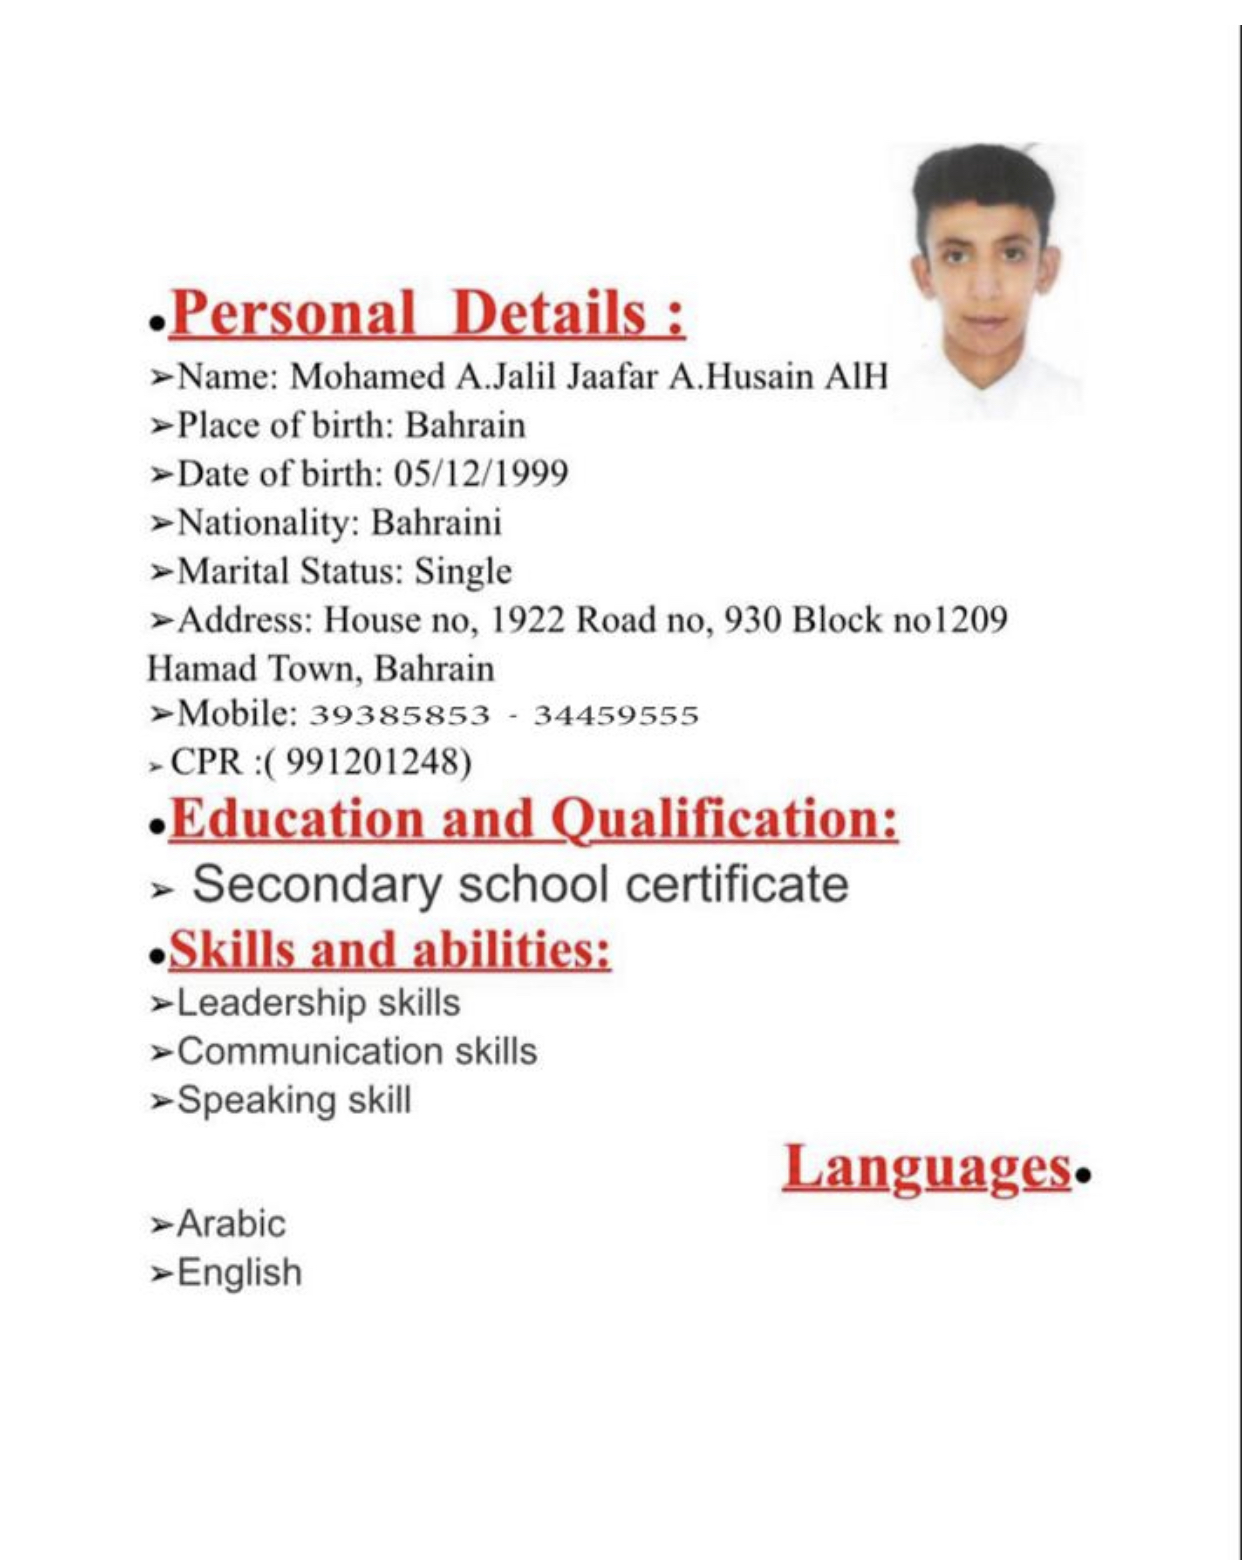 •Personal Details :
➢Name: Mohamed A.Jalil Jaafar A.Husain AlH
➢Place of birth: Bahrain
➢Date of birth: 05/12/1999
➢Nationality: Bahraini
➢Marital Status: Single
➢Address: House no, 1922 Road no, 930 Block no1209
Hamad Town, Bahrain
➢Mobile: 39385853 - 34459555
➢ CPR :( 991201248)
•Education and Qualification:
➢ Secondary school certificate
•Skills and abilities:
➢Leadership skills
➢Communication skills
➢Speaking skill
Languages•
➢Arabic
➢English